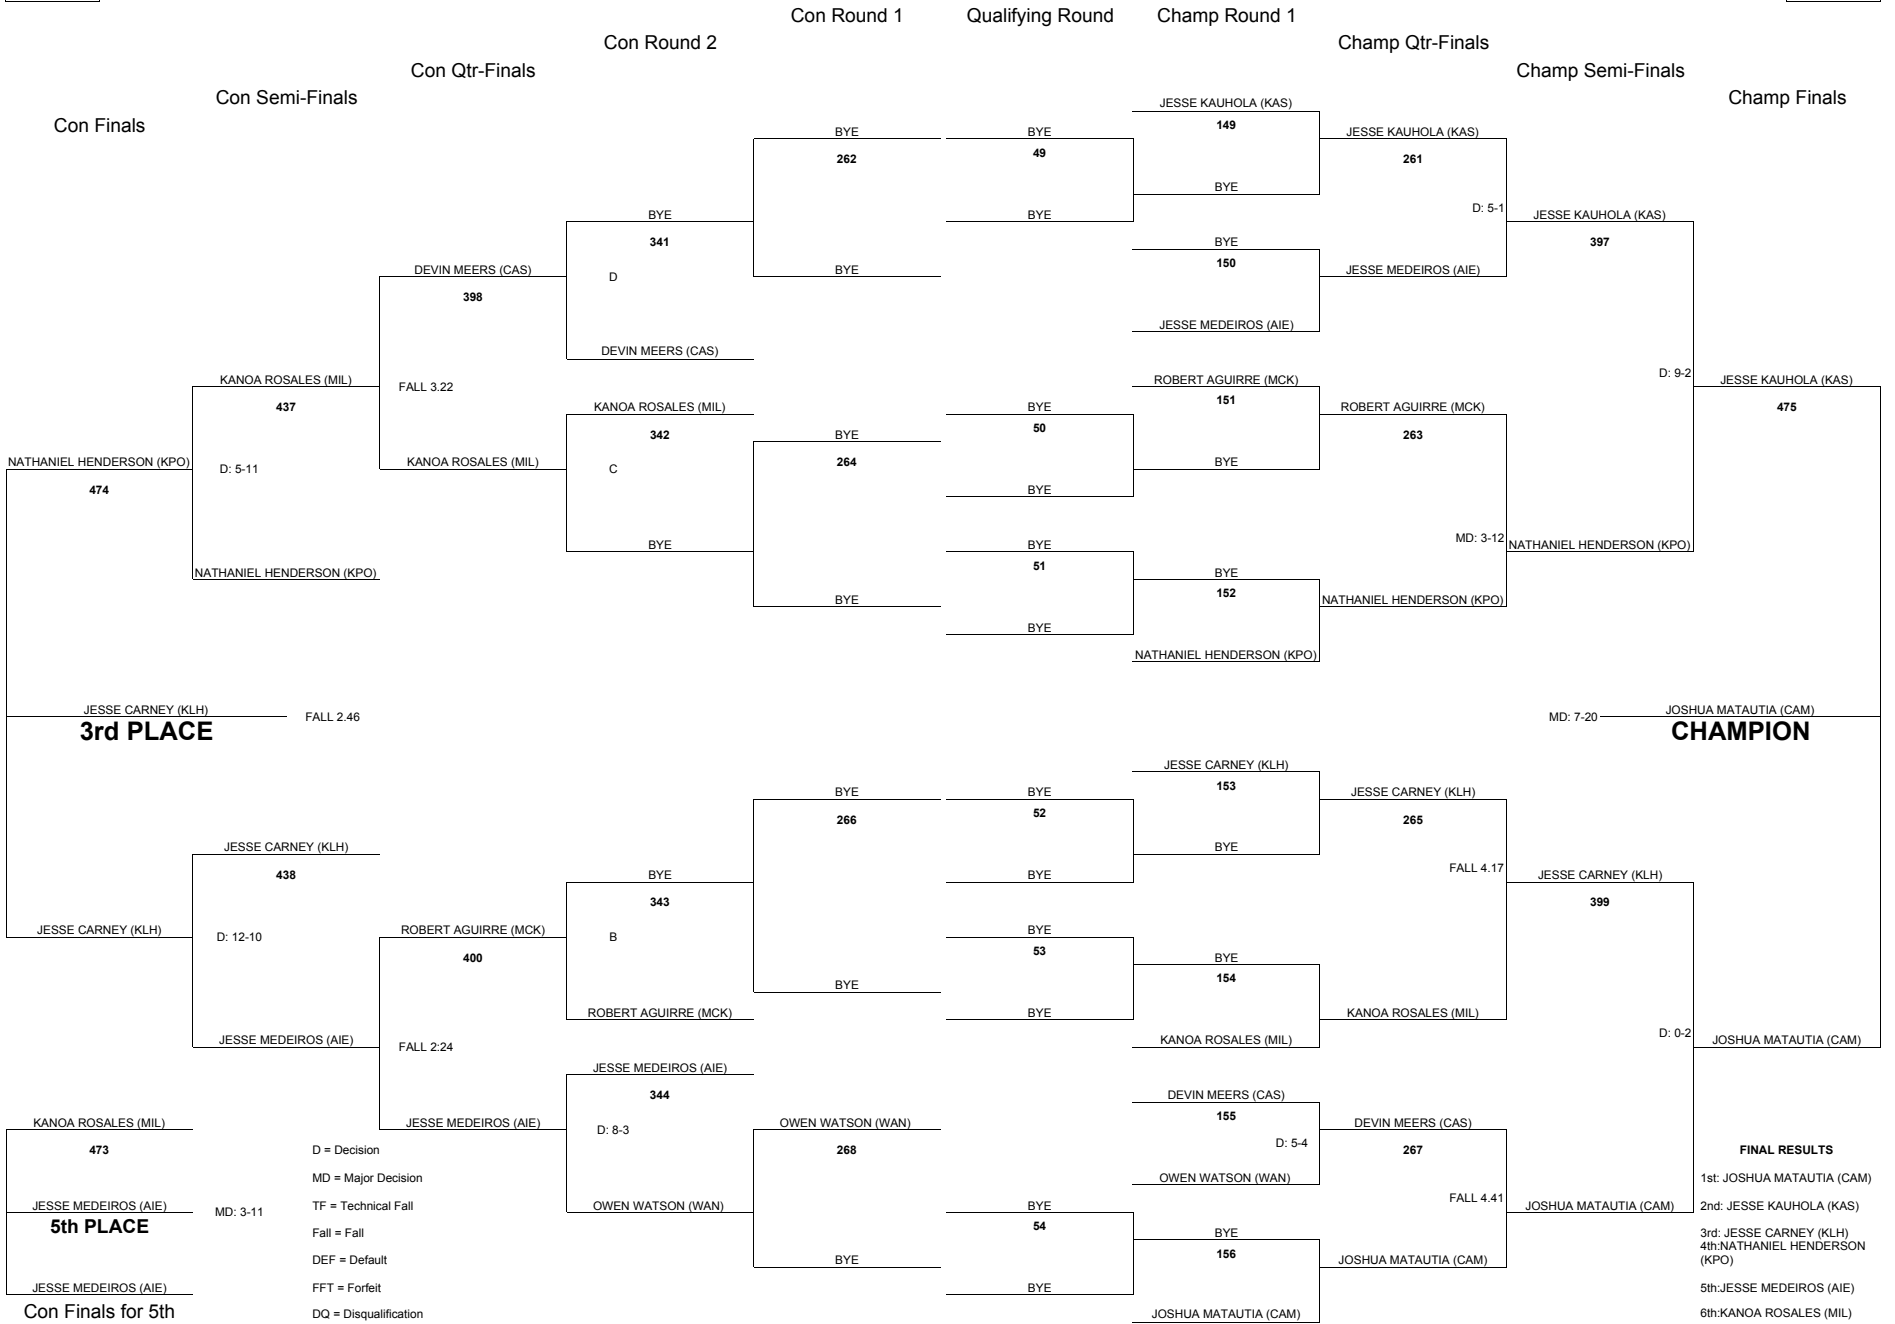 Con Round 1
Qualifying Round
Champ Round 1
Con Round 2
Champ Qtr-Finals
Con Qtr-Finals
Champ Semi-Finals
Con Semi-Finals
Champ Finals
Con Finals
JESSE KAUHOLA (KAS)
149
BYE
BYE
JESSE KAUHOLA (KAS)
262
49
261
BYE
D: 5-1
BYE
BYE
JESSE KAUHOLA (KAS)
341
BYE
397
150
DEVIN MEERS (CAS)
D
BYE
JESSE MEDEIROS (AIE)
398
JESSE MEDEIROS (AIE)
DEVIN MEERS (CAS)
D: 9-2
KANOA ROSALES (MIL)
FALL 3.22
ROBERT AGUIRRE (MCK)
JESSE KAUHOLA (KAS)
437
151
475
KANOA ROSALES (MIL)
BYE
ROBERT AGUIRRE (MCK)
342
BYE
50
263
NATHANIEL HENDERSON (KPO)
D: 5-11
KANOA ROSALES (MIL)
C
264
BYE
474
BYE
MD: 3-12
BYE
BYE
NATHANIEL HENDERSON (KPO)
51
NATHANIEL HENDERSON (KPO)
BYE
152
BYE
NATHANIEL HENDERSON (KPO)
BYE
NATHANIEL HENDERSON (KPO)
JESSE CARNEY (KLH)
FALL 2.46
MD: 7-20
JOSHUA MATAUTIA (CAM)
3rd PLACE
CHAMPION
JESSE CARNEY (KLH)
153
BYE
BYE
JESSE CARNEY (KLH)
266
52
265
JESSE CARNEY (KLH)
BYE
438
FALL 4.17
BYE
BYE
JESSE CARNEY (KLH)
343
399
JESSE CARNEY (KLH)
D: 12-10
ROBERT AGUIRRE (MCK)
B
BYE
400
53
BYE
154
BYE
ROBERT AGUIRRE (MCK)
BYE
KANOA ROSALES (MIL)
D: 0-2
JESSE MEDEIROS (AIE)
FALL 2:24
KANOA ROSALES (MIL)
JOSHUA MATAUTIA (CAM)
JESSE MEDEIROS (AIE)
344
DEVIN MEERS (CAS)
155
KANOA ROSALES (MIL)
JESSE MEDEIROS (AIE)
D: 8-3
OWEN WATSON (WAN)
D: 5-4
DEVIN MEERS (CAS)
473
D = Decision
268
267
FINAL RESULTS
MD = Major Decision
OWEN WATSON (WAN)
1st: JOSHUA MATAUTIA (CAM)
FALL 4.41
JESSE MEDEIROS (AIE)
MD: 3-11
TF = Technical Fall
OWEN WATSON (WAN)
BYE
JOSHUA MATAUTIA (CAM)
2nd: JESSE KAUHOLA (KAS)
5th PLACE
54
Fall = Fall
BYE
3rd: JESSE CARNEY (KLH)
156
4th:NATHANIEL HENDERSON
(KPO)
DEF = Default
BYE
JOSHUA MATAUTIA (CAM)
JESSE MEDEIROS (AIE)
FFT = Forfeit
BYE
5th:JESSE MEDEIROS (AIE)
Con Finals for 5th
DQ = Disqualification
JOSHUA MATAUTIA (CAM)
6th:KANOA ROSALES (MIL)